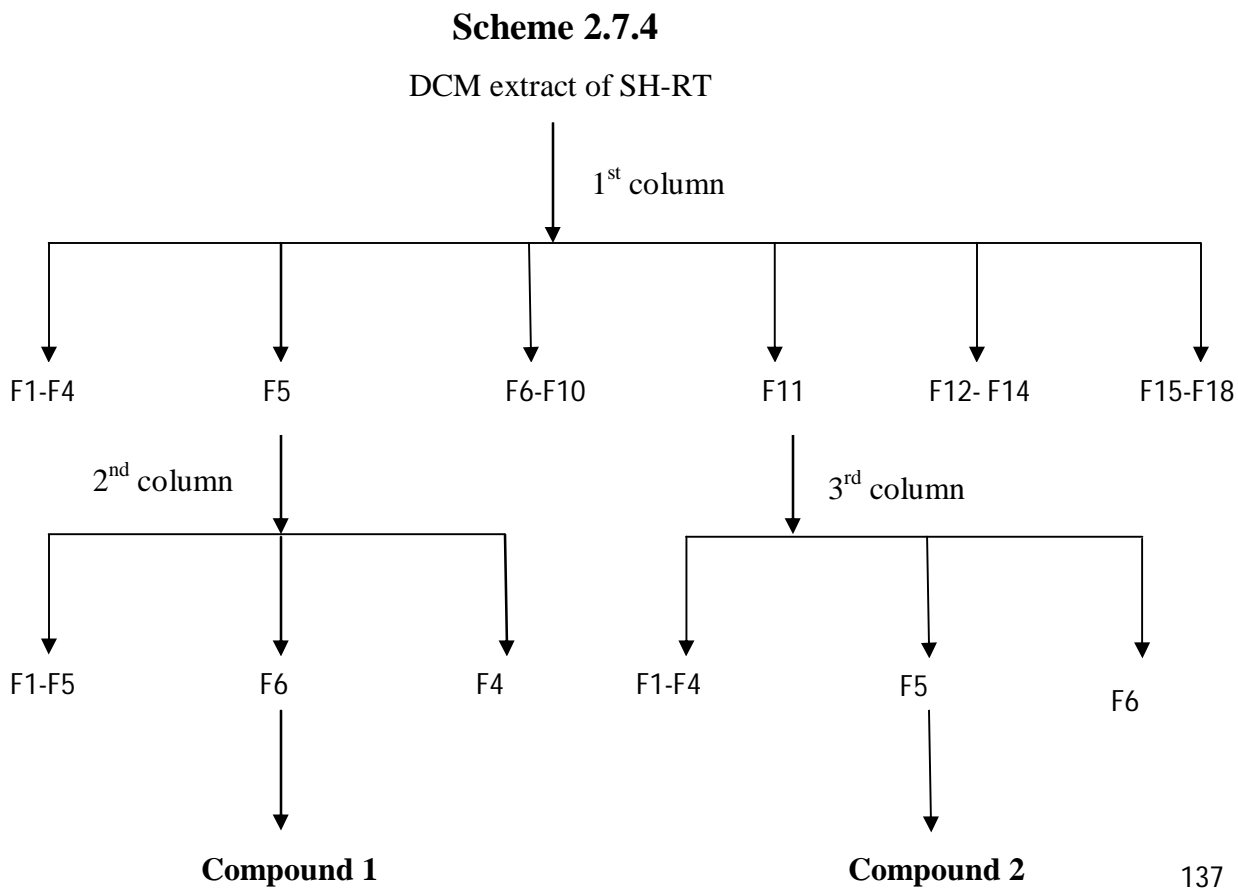 Scheme 2.7.4
DCM extract of SH-RT
1st column
F1-F4 F5 F6-F10 F11 F12- F14 F15-F18
2nd column 3rd column
F1-F5 F6 F4 F1-F4 F5 F6
Compound 1 Compound 2 137